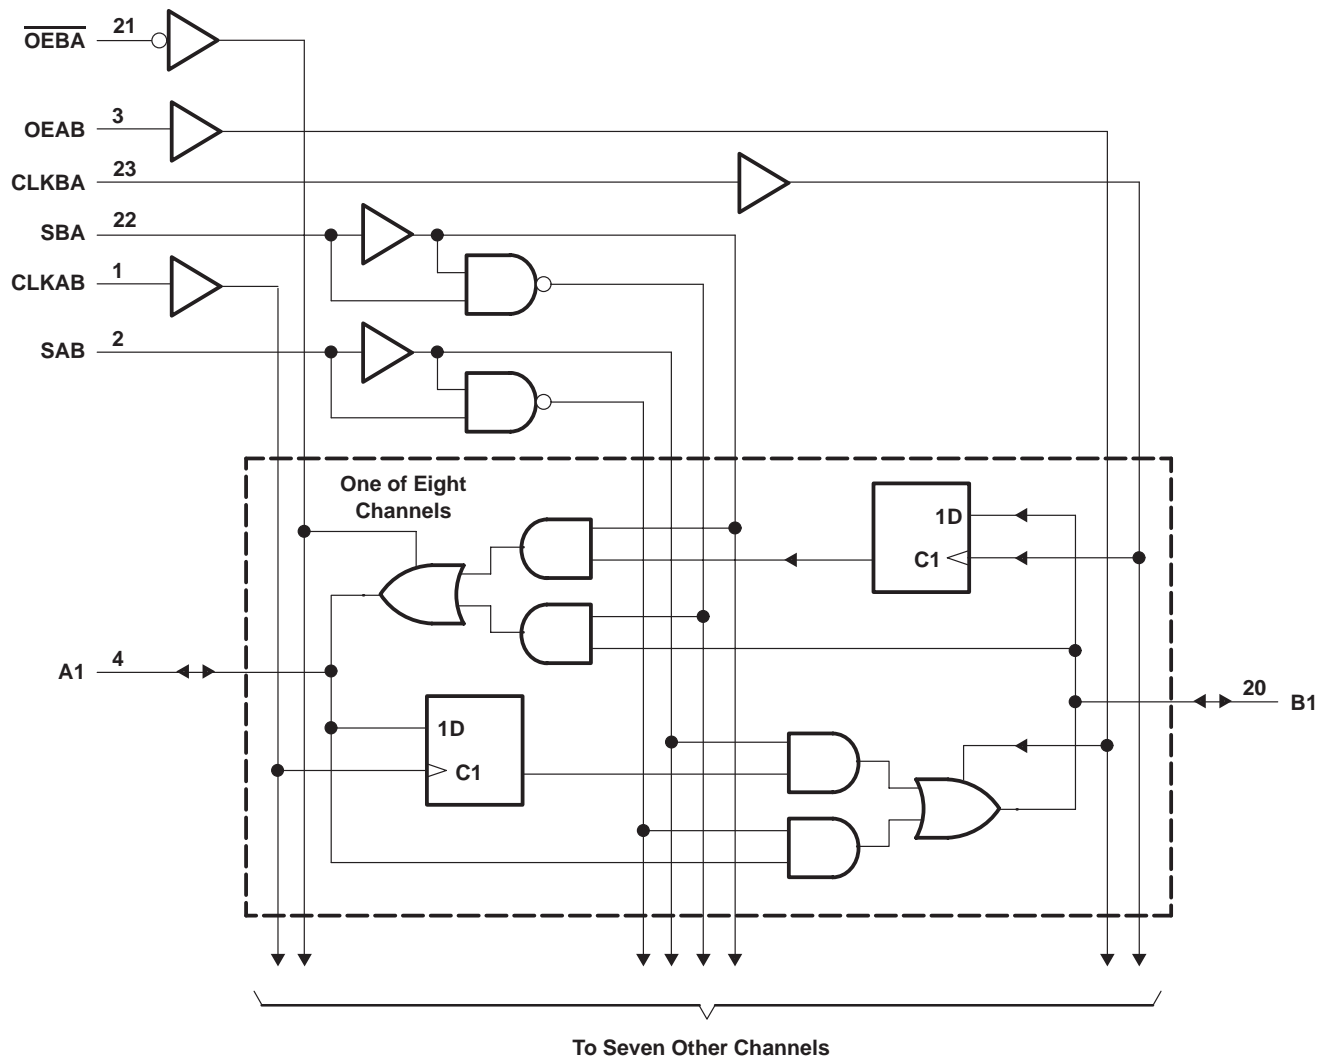 OEBA 21
OEAB 3
CLKBA 23
SBA 22
CLKAB 1
SAB 2
One of Eight
Channels
1D
C1
A1 4
20 B1
1D
C1
To Seven Other Channels